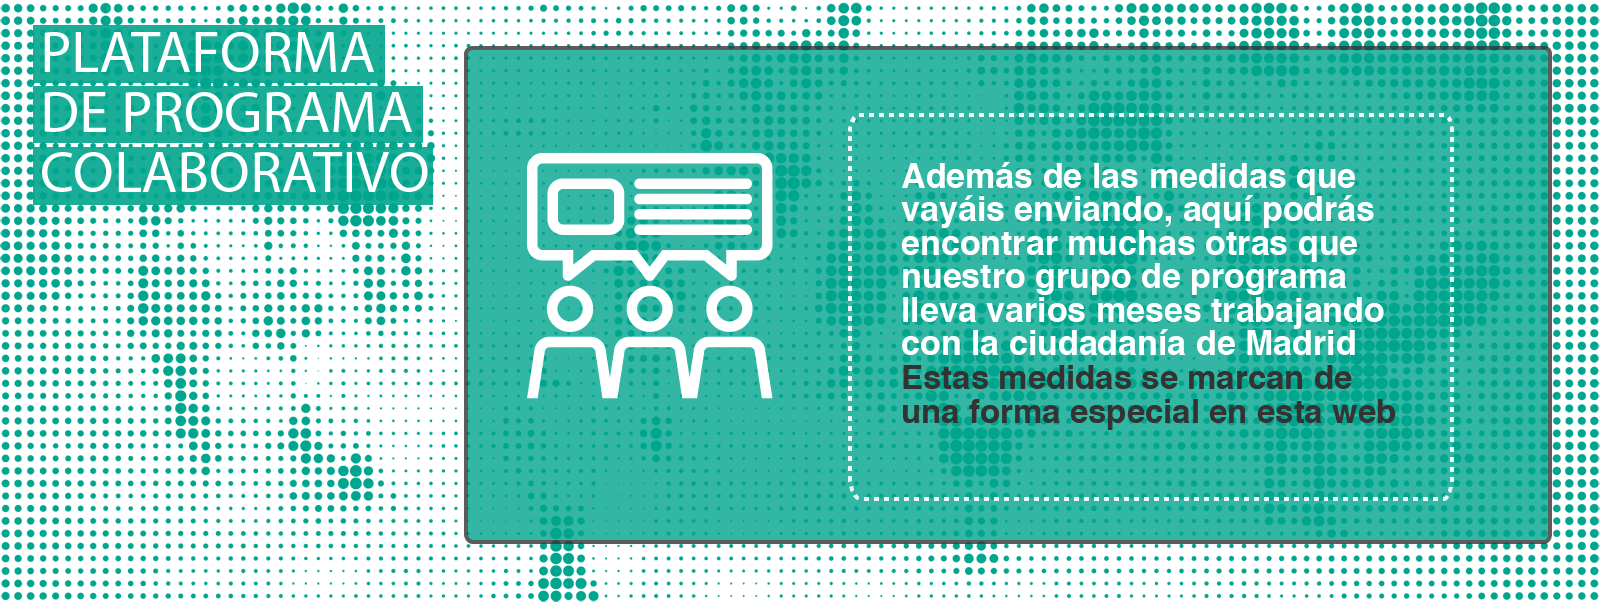 PLATAFORMA
DE PROGRAMA
COLABORATIVO
Además de las medidas que
vayáis enviando, aquí podrás
encontrar muchas otras que
nuestro grupo de programa
lleva varios meses trabajando
con la ciudadanía de Madrid
Estas medidas se marcan de
una forma especial en esta web